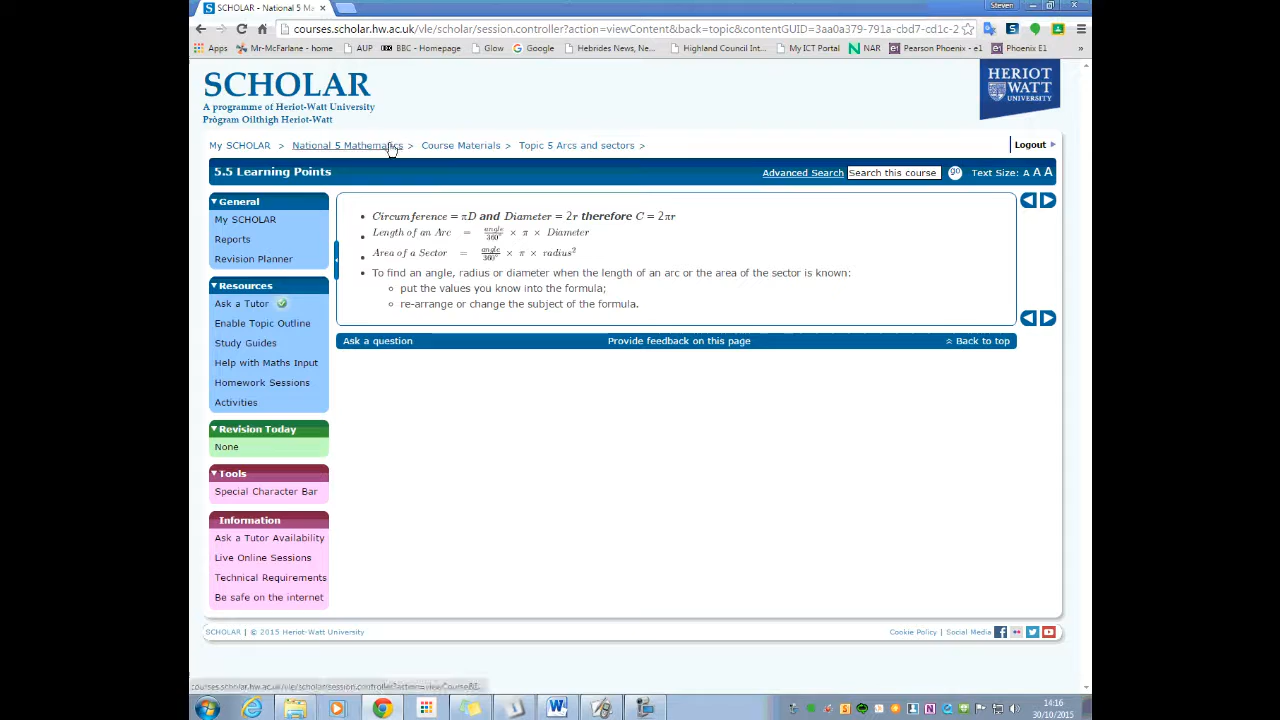 SCHOLAR - National 5 Ma
Steven
courses.scholar.hw.ac.uk/vle/scholar/session.controller?action=viewContent&back=topic&contentGUID=3aa0a379-791a-cbd7-cd1c-2
Apps Mr-McFarlane - home AUP BBC - Homepage Glow Google Hebrides News, Ne... Highland Council Int... My ICT Portal NAR Pearson Phoenix - e1 Phoenix E1 »
SCHOLAR
A programme of Heriot-Watt University
Prògram Oilthigh Heriot-Watt
HERIOT
WATT
UNIVERSITY
My SCHOLAR > National 5 Mathematics > Course Materials > Topic 5 Arcs and sectors >
Logout
5.5 Learning Points
Advanced Search
Search this course
go
Text Size: A A A
General
My SCHOLAR
Reports
Revision Planner
Resources
Ask a Tutor
Enable Topic Outline
Study Guides
Help with Maths Input
Homework Sessions
Activities
Revision Today
None
Tools
Special Character Bar
Information
Ask a Tutor Availability
Live Online Sessions
Technical Requirements
Be safe on the internet
• Circumference = πD and Diameter = 2r therefore C = 2πr
• Length of an Arc = angle/360° × π × Diameter
• Area of a Sector = angle/360° × π × radius²
• To find an angle, radius or diameter when the length of an arc or the area of the sector is known:
put the values you know into the formula;
re-arrange or change the subject of the formula.
Ask a question
Provide feedback on this page
Back to top
SCHOLAR | © 2015 Heriot-Watt University
Cookie Policy | Social Media
14:16
30/10/2015